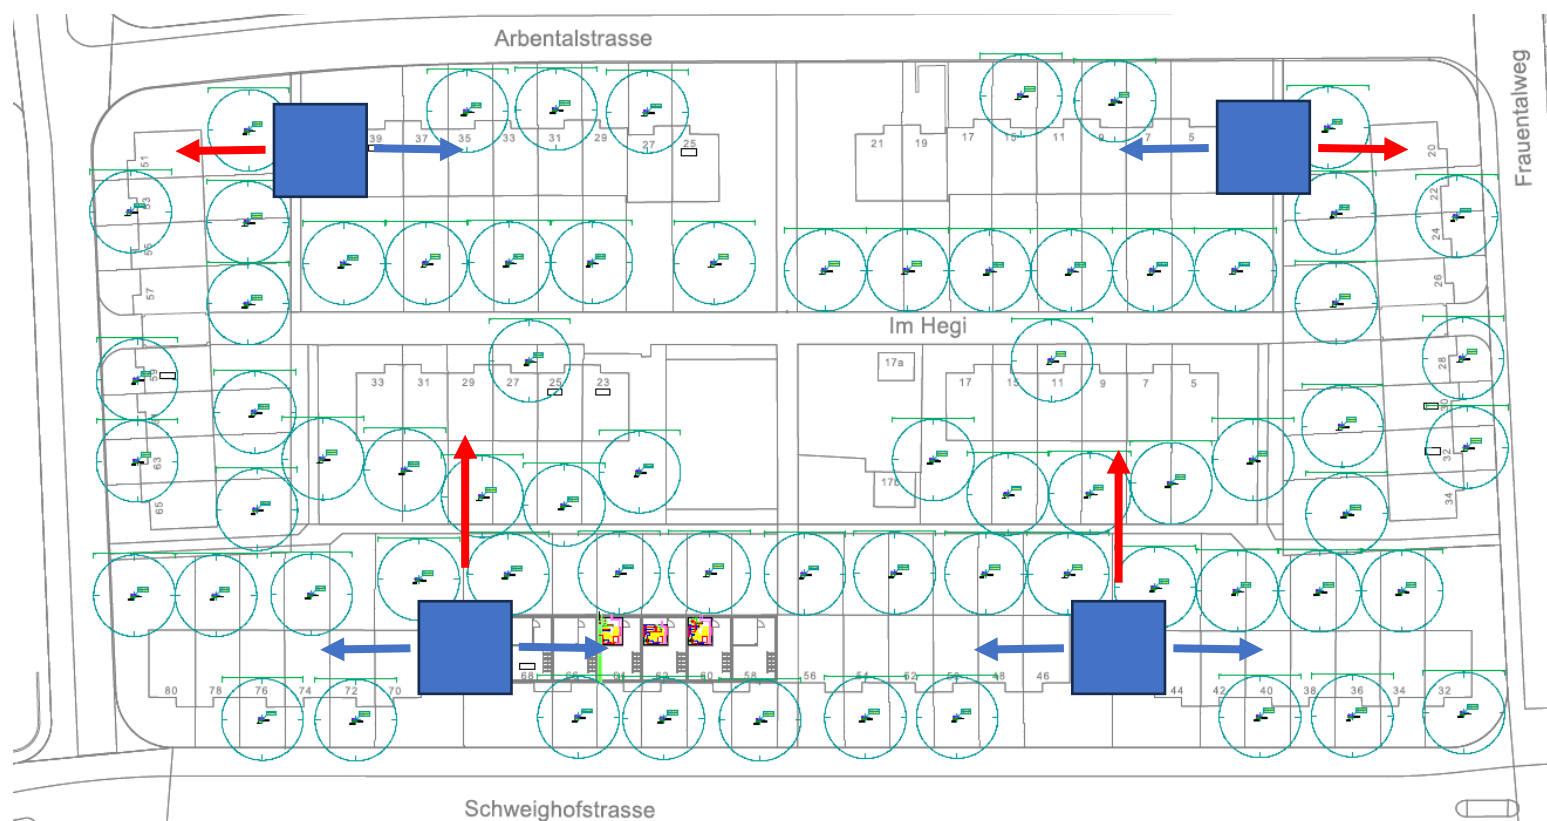 Arbentalstrasse
Frauentalweg
39 37 35 33 31 29 27 25
21 19 17 15 11 9 7 5
51
53
55
57
59
63
65
20
22
24
26
28
30
32
34
Im Hegi
33 31 29 27 25 23
17a
17 15 11 9 7 5
80 78 76 74 72 70 68 66 64 62 60 58 56 54 52 50 48 46 44 42 40 38 36 34 32
Schweighofstrasse